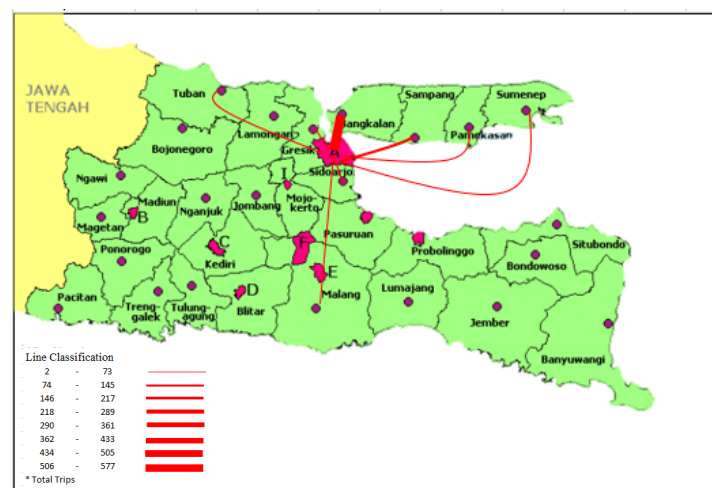 JAWA
TENGAH
Tuban
Sampang
Sumenep
Bangkalan
Lamongan
Pamekasan
Gresik
A
Bojonegoro
Sidoarjo
I
Ngawi
Madiun
Mojo-
kerto
Jombang
Nganjuk
B
Magetan
Pasuruan
Ponorogo
C
F
Probolinggo
Situbondo
Kediri
Bondowoso
E
D
Pacitan
Treng-
galek
Tulung-
agung
Blitar
Malang
Lumajang
Jember
Banyuwangi
Line Classification
2 - 73
74 - 145
146 - 217
218 - 289
290 - 361
362 - 433
434 - 505
506 - 577
* Total Trips